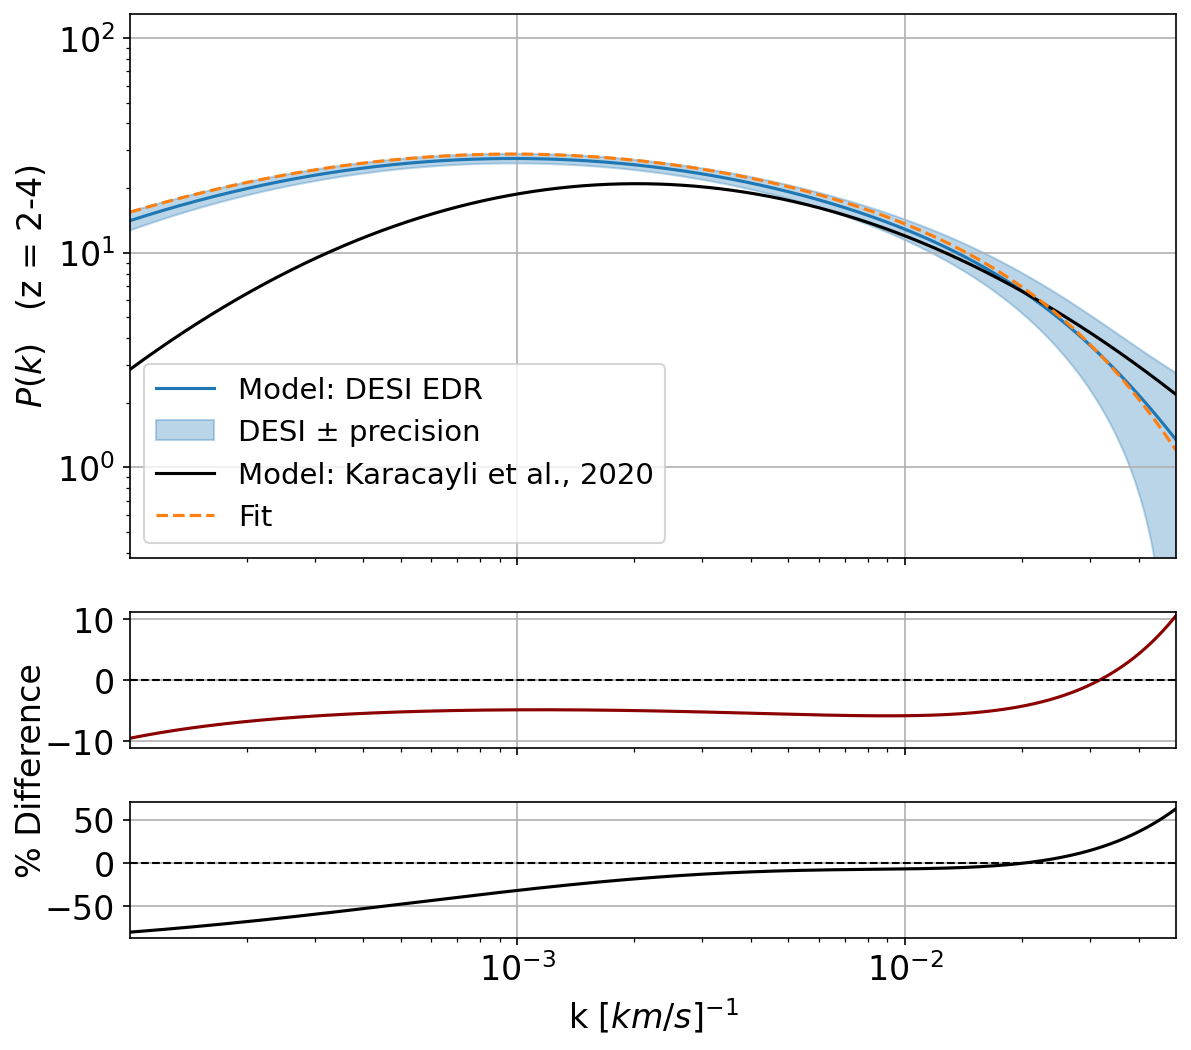 10²
10¹
10⁰
P(k) (z = 2-4)
Model: DESI EDR
DESI ± precision
Model: Karacayli et al., 2020
Fit
10
0
−10
% Difference
50
0
−50
10⁻³
10⁻²
k [km/s]⁻¹